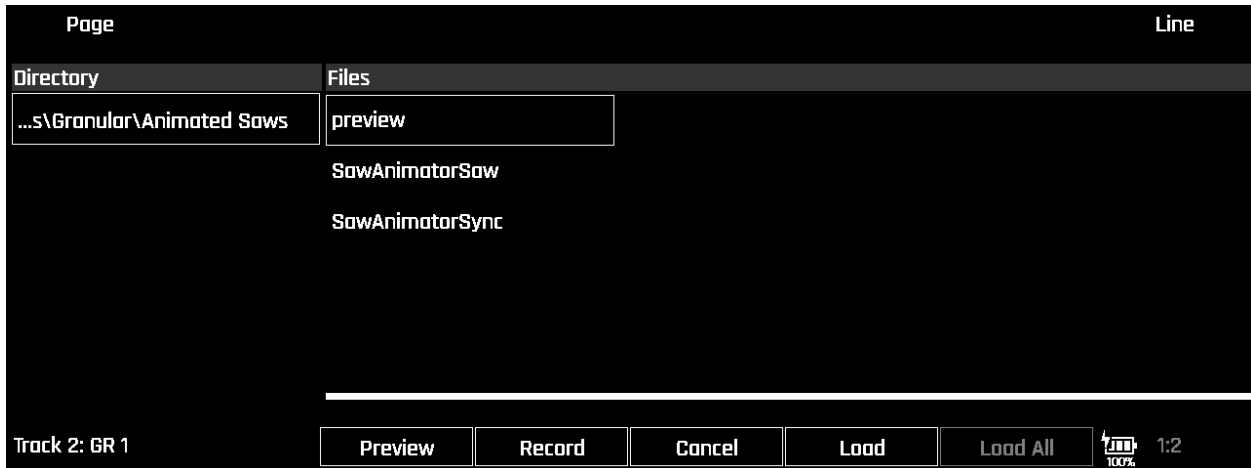 Page Line
Directory Files
...s\Granular\Animated Saws preview
SawAnimatorSaw
SawAnimatorSync
Track 2: GR 1 Preview Record Cancel Load Load All 100% 1:2